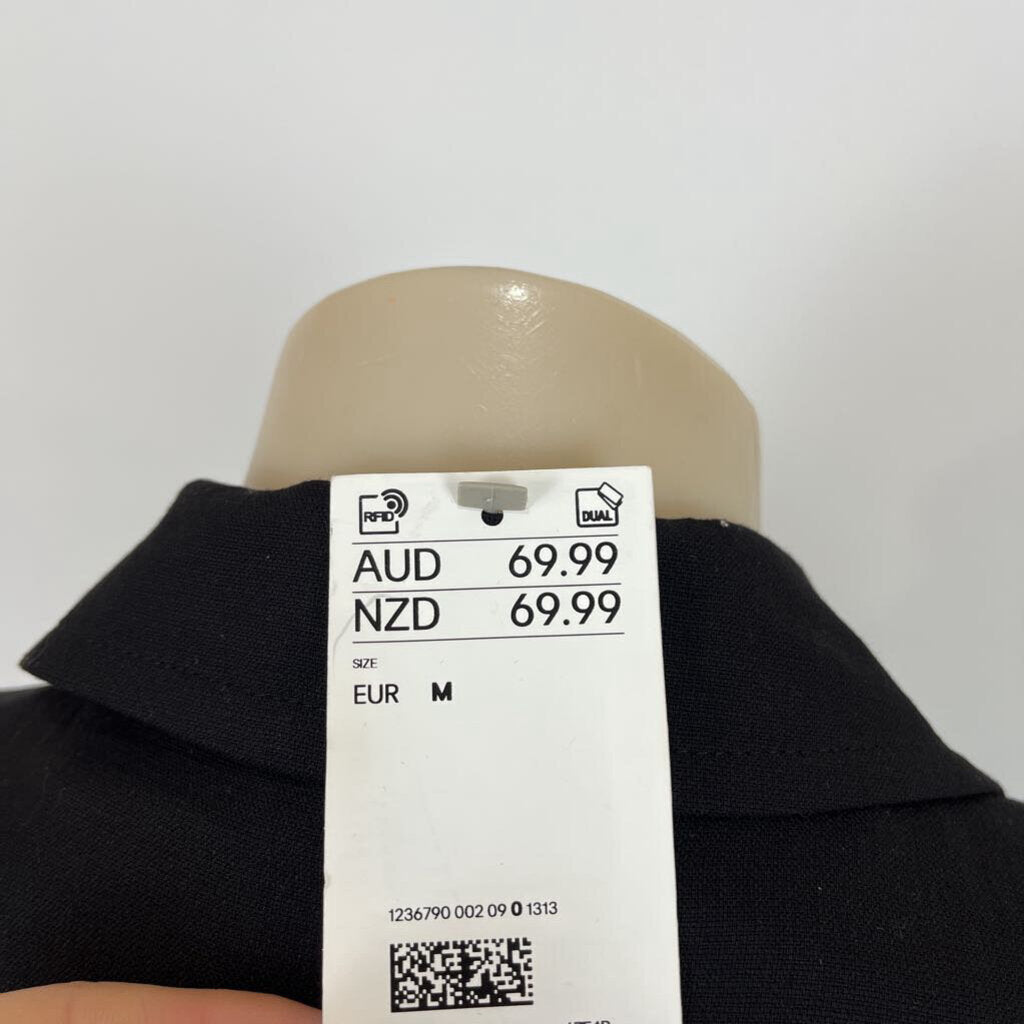 RFID
DUAL
AUD 69.99
NZD 69.99
SIZE
EUR M
1236790 002 09 0 1313